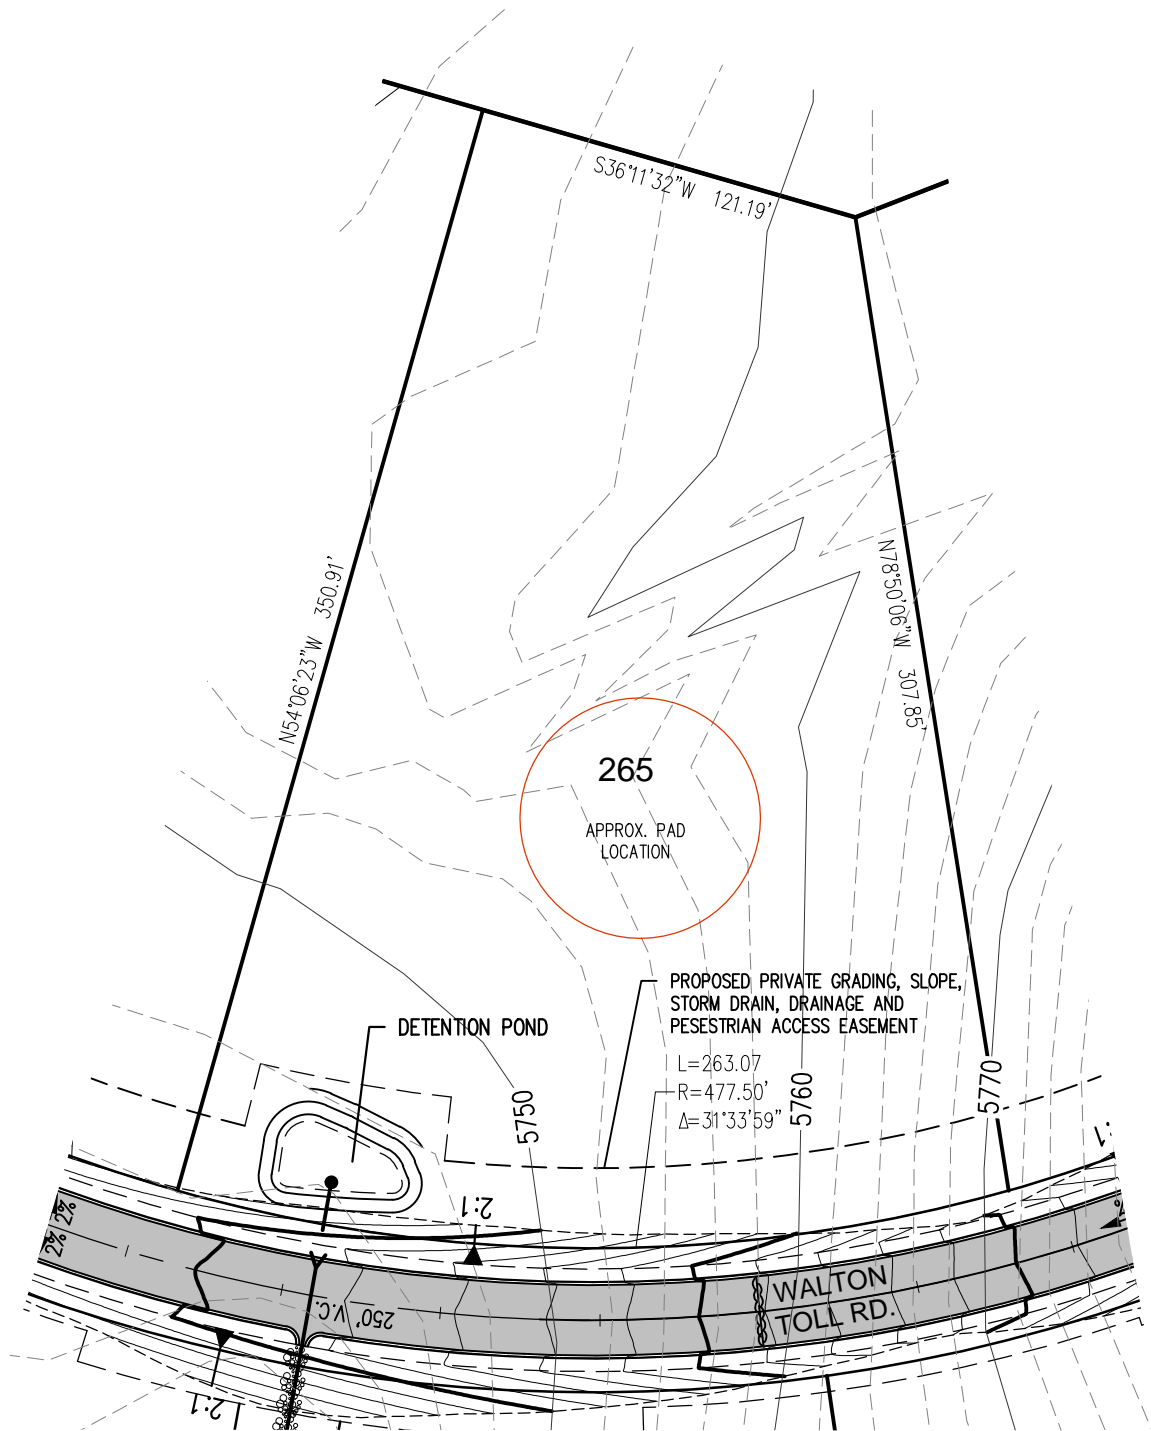 S36°11'32"W 121.19'
N54°06'23"W 350.91'
N78°50'06"W 307.85'
265
APPROX. PAD
LOCATION
PROPOSED PRIVATE GRADING, SLOPE,
STORM DRAIN, DRAINAGE AND
PESESTRIAN ACCESS EASEMENT
DETENTION POND
L=263.07
R=477.50'
Δ=31°33'59"
5750
5760
5770
2:1
2% 2%
WALTON
TOLL RD.
250' V.C.
2:1